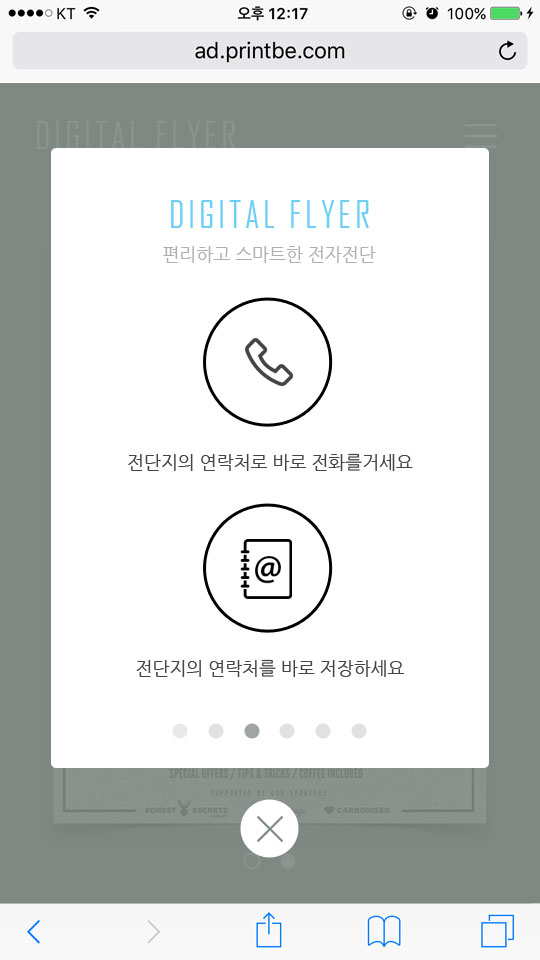 KT 오후 12:17 100%
ad.printbe.com
DIGITAL FLYER
DIGITAL FLYER
편리하고 스마트한 전자전단
전단지의 연락처로 바로 전화를거세요
@
전단지의 연락처를 바로 저장하세요
SPECIAL OFFERS / TIPS & TRICKS / COFFEE INCLUDED
SUPPORTED BY OUR SPONSORS
FOREST SECRETS CARBONISED